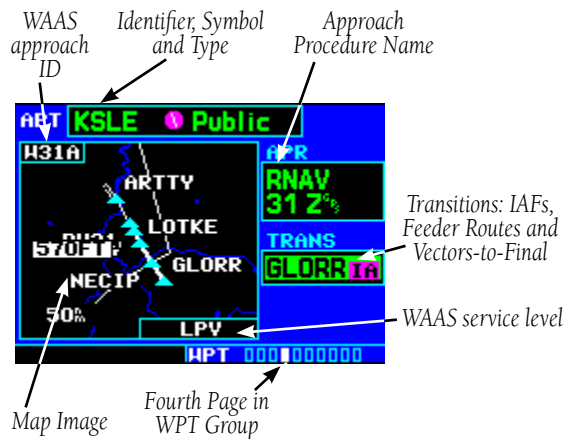 WAAS
approach
ID
Identifier, Symbol
and Type
Approach
Procedure Name
APT KSLE Public
W31A
APR
RNAV
31 Z GPS
ARTTY
LOTKE
570FT
GLORR
NECIP
TRANS
GLORR IA
Transitions: IAFs,
Feeder Routes and
Vectors-to-Final
LPV
WAAS service level
WPT
Map Image
Fourth Page in
WPT Group